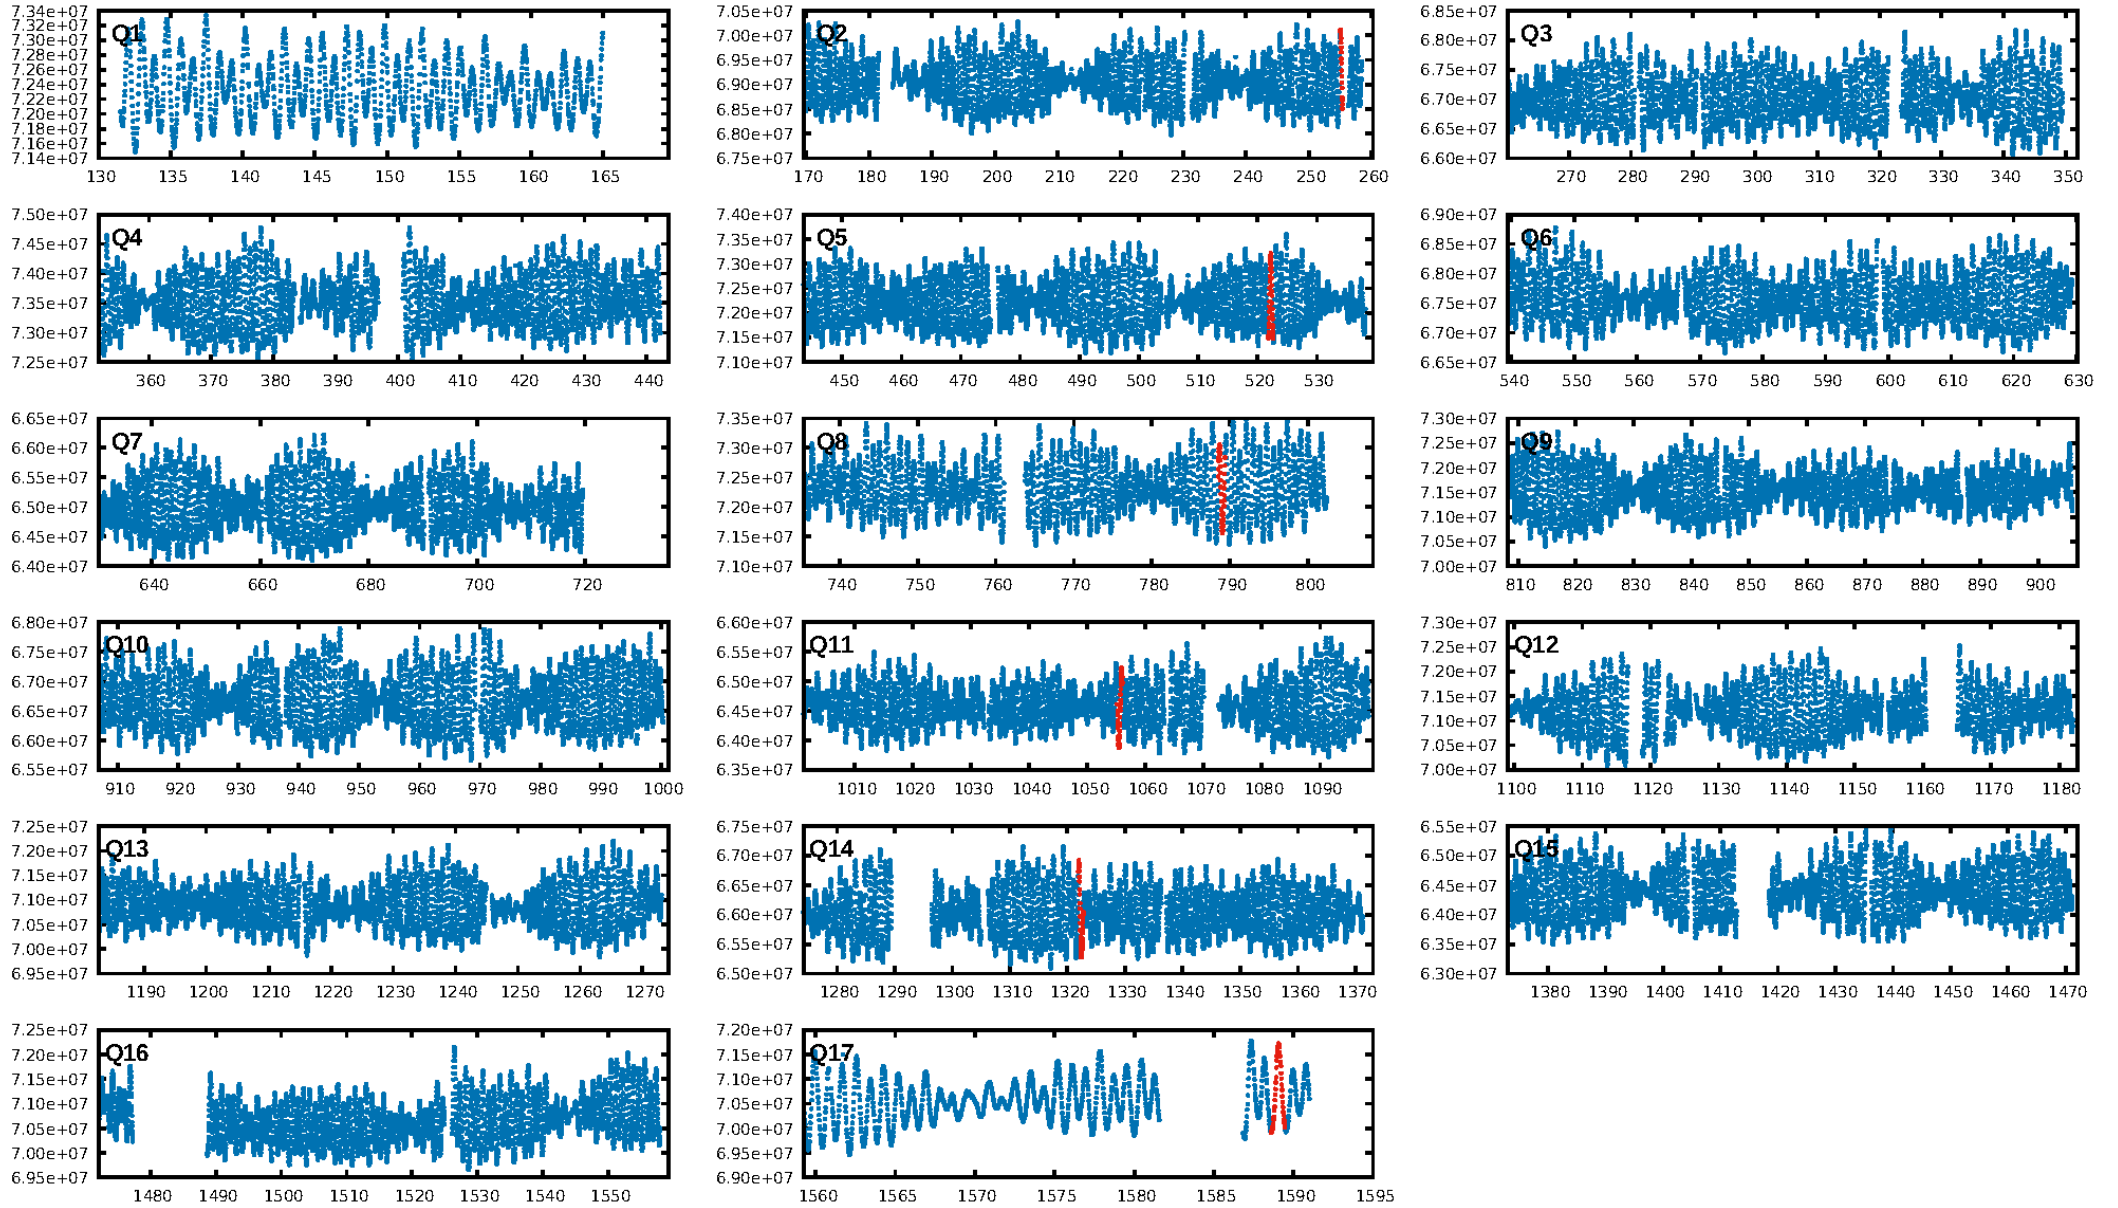 7.34e+07
7.32e+07
7.30e+07
7.28e+07
7.26e+07
7.24e+07
7.22e+07
7.20e+07
7.18e+07
7.16e+07
7.14e+07
Q1
130 135 140 145 150 155 160 165
7.05e+07
7.00e+07
6.95e+07
6.90e+07
6.85e+07
6.80e+07
6.75e+07
Q2
170 180 190 200 210 220 230 240 250 260
6.85e+07
6.80e+07
6.75e+07
6.70e+07
6.65e+07
6.60e+07
Q3
270 280 290 300 310 320 330 340 350
7.50e+07
7.45e+07
7.40e+07
7.35e+07
7.30e+07
7.25e+07
Q4
360 370 380 390 400 410 420 430 440
7.40e+07
7.35e+07
7.30e+07
7.25e+07
7.20e+07
7.15e+07
7.10e+07
Q5
450 460 470 480 490 500 510 520 530
6.90e+07
6.85e+07
6.80e+07
6.75e+07
6.70e+07
6.65e+07
Q6
540 550 560 570 580 590 600 610 620 630
6.65e+07
6.60e+07
6.55e+07
6.50e+07
6.45e+07
6.40e+07
Q7
640 660 680 700 720
7.35e+07
7.30e+07
7.25e+07
7.20e+07
7.15e+07
7.10e+07
Q8
740 750 760 770 780 790 800
7.30e+07
7.25e+07
7.20e+07
7.15e+07
7.10e+07
7.05e+07
7.00e+07
Q9
810 820 830 840 850 860 870 880 890 900
6.80e+07
6.75e+07
6.70e+07
6.65e+07
6.60e+07
6.55e+07
Q10
910 920 930 940 950 960 970 980 990 1000
6.60e+07
6.55e+07
6.50e+07
6.45e+07
6.40e+07
6.35e+07
Q11
1010 1020 1030 1040 1050 1060 1070 1080 1090
7.30e+07
7.25e+07
7.20e+07
7.15e+07
7.10e+07
7.05e+07
7.00e+07
Q12
1100 1110 1120 1130 1140 1150 1160 1170 1180
7.25e+07
7.20e+07
7.15e+07
7.10e+07
7.05e+07
7.00e+07
6.95e+07
Q13
1190 1200 1210 1220 1230 1240 1250 1260 1270
6.75e+07
6.70e+07
6.65e+07
6.60e+07
6.55e+07
6.50e+07
Q14
1280 1290 1300 1310 1320 1330 1340 1350 1360 1370
6.55e+07
6.50e+07
6.45e+07
6.40e+07
6.35e+07
6.30e+07
Q15
1380 1390 1400 1410 1420 1430 1440 1450 1460 1470
7.25e+07
7.20e+07
7.15e+07
7.10e+07
7.05e+07
7.00e+07
6.95e+07
Q16
1480 1490 1500 1510 1520 1530 1540 1550
7.20e+07
7.15e+07
7.10e+07
7.05e+07
7.00e+07
6.95e+07
6.90e+07
Q17
1560 1565 1570 1575 1580 1585 1590 1595